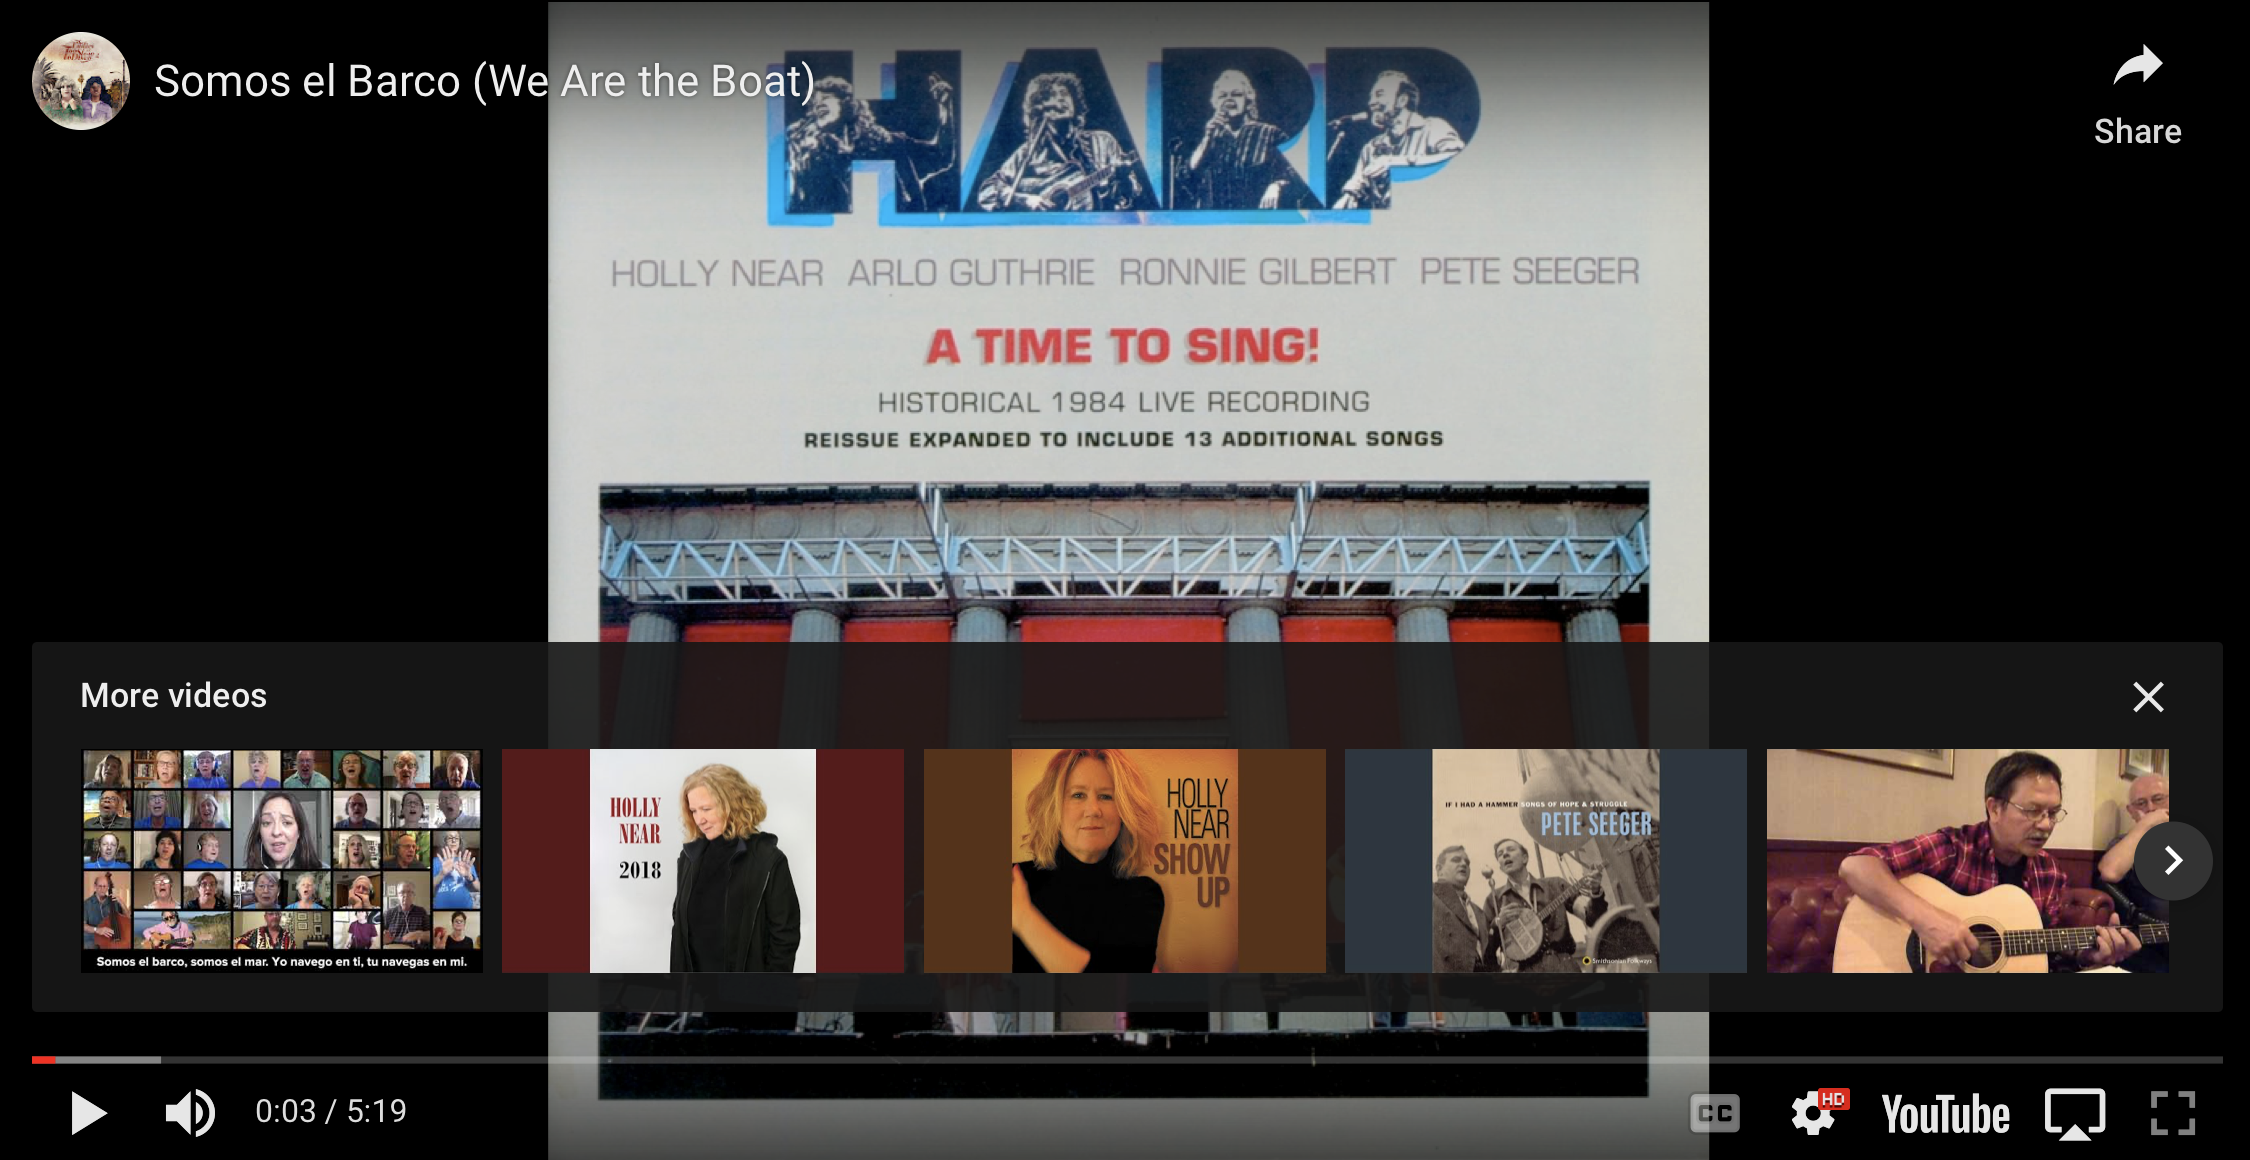 Somos el Barco (We Are the Boat)
Share
HARP
HOLLY NEAR ARLO GUTHRIE RONNIE GILBERT PETE SEEGER
A TIME TO SING!
HISTORICAL 1984 LIVE RECORDING
REISSUE EXPANDED TO INCLUDE 13 ADDITIONAL SONGS
More videos
Somos el barco, somos el mar. Yo navego en ti, tu navegas en mi.
HOLLY
NEAR
2018
HOLLY
NEAR
SHOW
UP
IF I HAD A HAMMER SONGS OF HOPE & STRUGGLE
PETE SEEGER
Smithsonian Folkways
0:03 / 5:19
CC
HD
YouTube